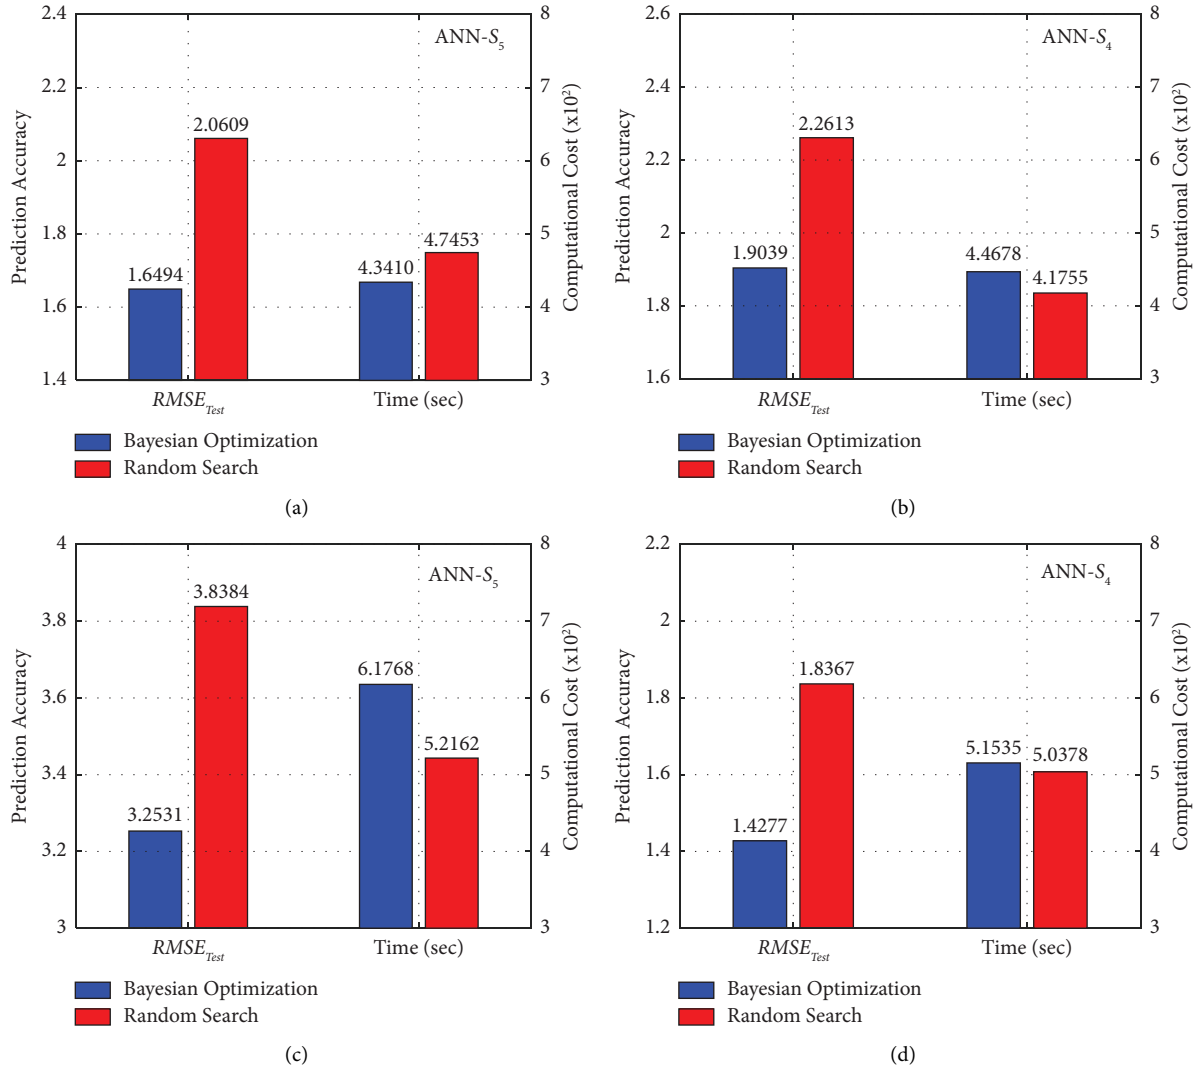 2.4
2.2
2
1.8
1.6
1.4
Prediction Accuracy
8
7
6
5
4
3
Computational Cost (x10²)
ANN-S₅
2.0609
1.6494
4.3410
4.7453
RMSE_Test
Time (sec)
Bayesian Optimization
Random Search
(a)
2.6
2.4
2.2
2
1.8
1.6
Prediction Accuracy
8
7
6
5
4
3
Computational Cost (x10²)
ANN-S₄
2.2613
1.9039
4.4678
4.1755
RMSE_Test
Time (sec)
Bayesian Optimization
Random Search
(b)
4
3.8
3.6
3.4
3.2
3
Prediction Accuracy
8
7
6
5
4
3
Computational Cost (x10²)
ANN-S₅
3.8384
3.2531
6.1768
5.2162
RMSE_Test
Time (sec)
Bayesian Optimization
Random Search
(c)
2.2
2
1.8
1.6
1.4
1.2
Prediction Accuracy
8
7
6
5
4
3
Computational Cost (x10²)
ANN-S₄
1.8367
1.4277
5.1535
5.0378
RMSE_Test
Time (sec)
Bayesian Optimization
Random Search
(d)